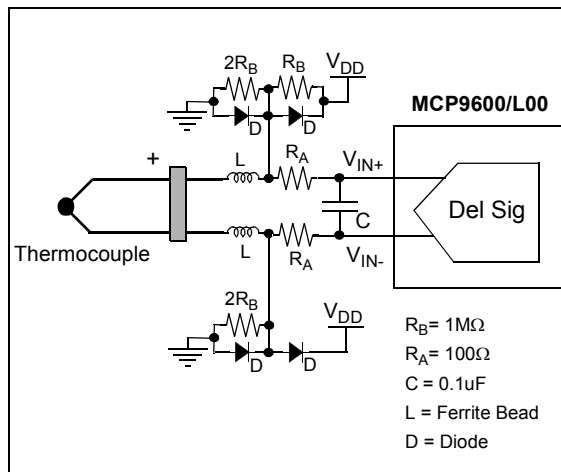 2R_B R_B V_DD
D D
MCP9600/L00
+ L R_A V_IN+
C
Del Sig
Thermocouple
L R_A V_IN-
2R_B V_DD
D D
R_B= 1MΩ
R_A= 100Ω
C = 0.1uF
L = Ferrite Bead
D = Diode